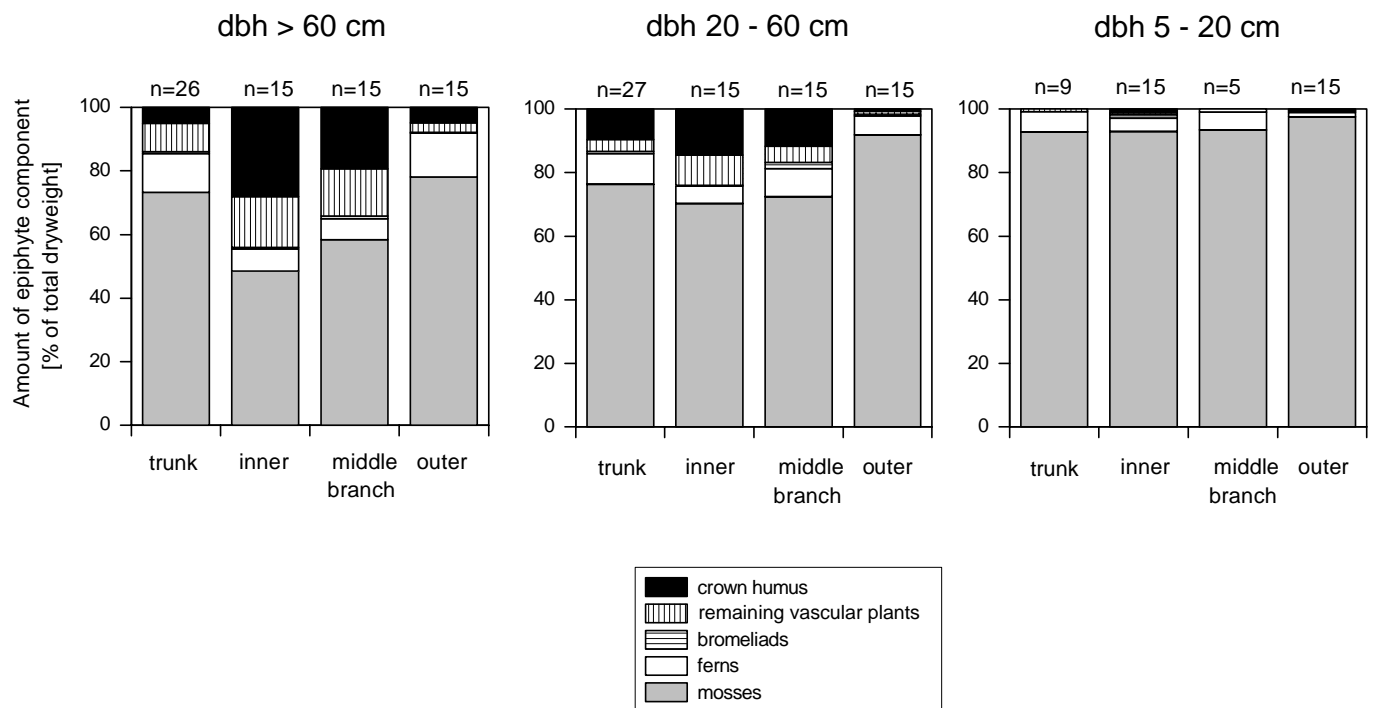 dbh > 60 cm
dbh 20 - 60 cm
dbh 5 - 20 cm
n=26 n=15 n=15 n=15
n=27 n=15 n=15 n=15
n=9 n=15 n=5 n=15
Amount of epiphyte component
[% of total dryweight]
100
80
60
40
20
0
trunk inner middle outer
branch
100
80
60
40
20
0
trunk inner middle outer
branch
100
80
60
40
20
0
trunk inner middle outer
branch
crown humus
remaining vascular plants
bromeliads
ferns
mosses